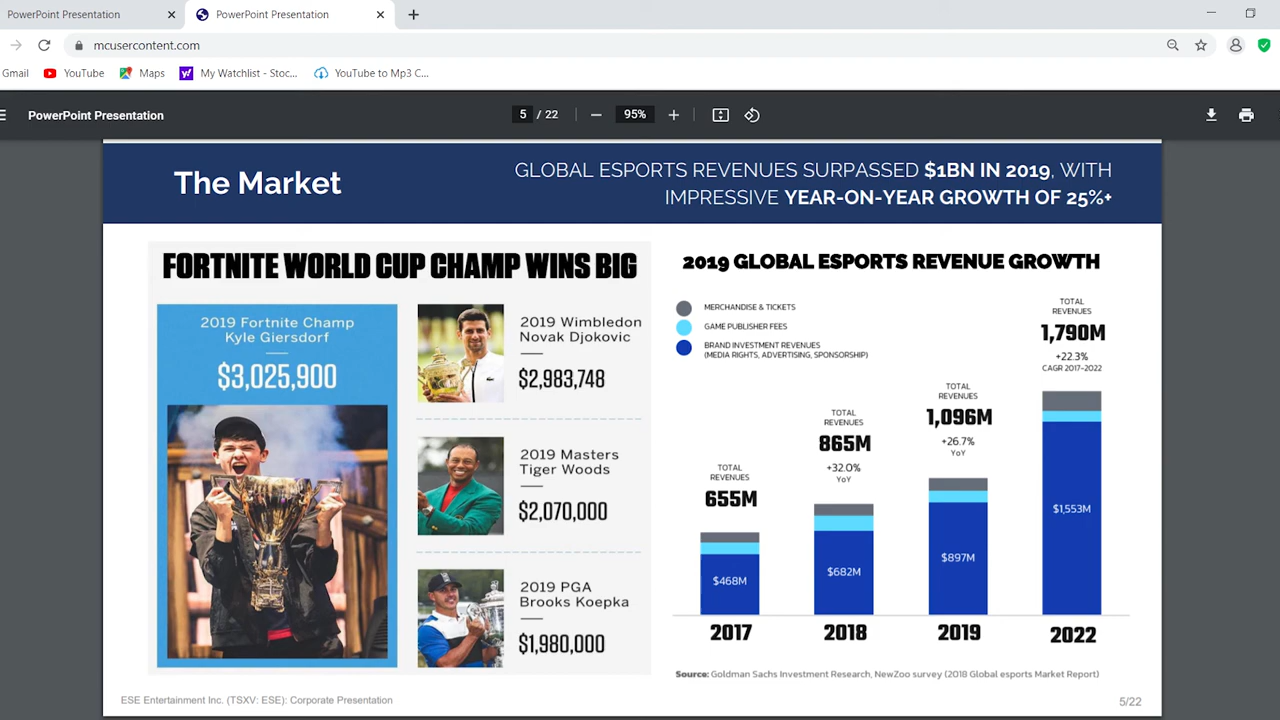 PowerPoint Presentation
PowerPoint Presentation
mcusercontent.com
Gmail
YouTube
Maps
My Watchlist - Stoc...
YouTube to Mp3 C...
PowerPoint Presentation
5 / 22
95%
The Market
GLOBAL ESPORTS REVENUES SURPASSED $1BN IN 2019, WITH
IMPRESSIVE YEAR-ON-YEAR GROWTH OF 25%+
FORTNITE WORLD CUP CHAMP WINS BIG
2019 Fortnite Champ
Kyle Giersdorf
$3,025,900
2019 Wimbledon
Novak Djokovic
$2,983,748
2019 Masters
Tiger Woods
$2,070,000
2019 PGA
Brooks Koepka
$1,980,000
2019 GLOBAL ESPORTS REVENUE GROWTH
MERCHANDISE & TICKETS
GAME PUBLISHER FEES
BRAND INVESTMENT REVENUES
(MEDIA RIGHTS, ADVERTISING, SPONSORSHIP)
TOTAL
REVENUES
655M
$468M
2017
TOTAL
REVENUES
865M
+32.0%
YoY
$682M
2018
TOTAL
REVENUES
1,096M
+26.7%
YoY
$897M
2019
TOTAL
REVENUES
1,790M
+22.3%
CAGR 2017-2022
$1,553M
2022
Source: Goldman Sachs Investment Research, NewZoo survey (2018 Global esports Market Report)
ESE Entertainment Inc. (TSXV: ESE): Corporate Presentation
5/22